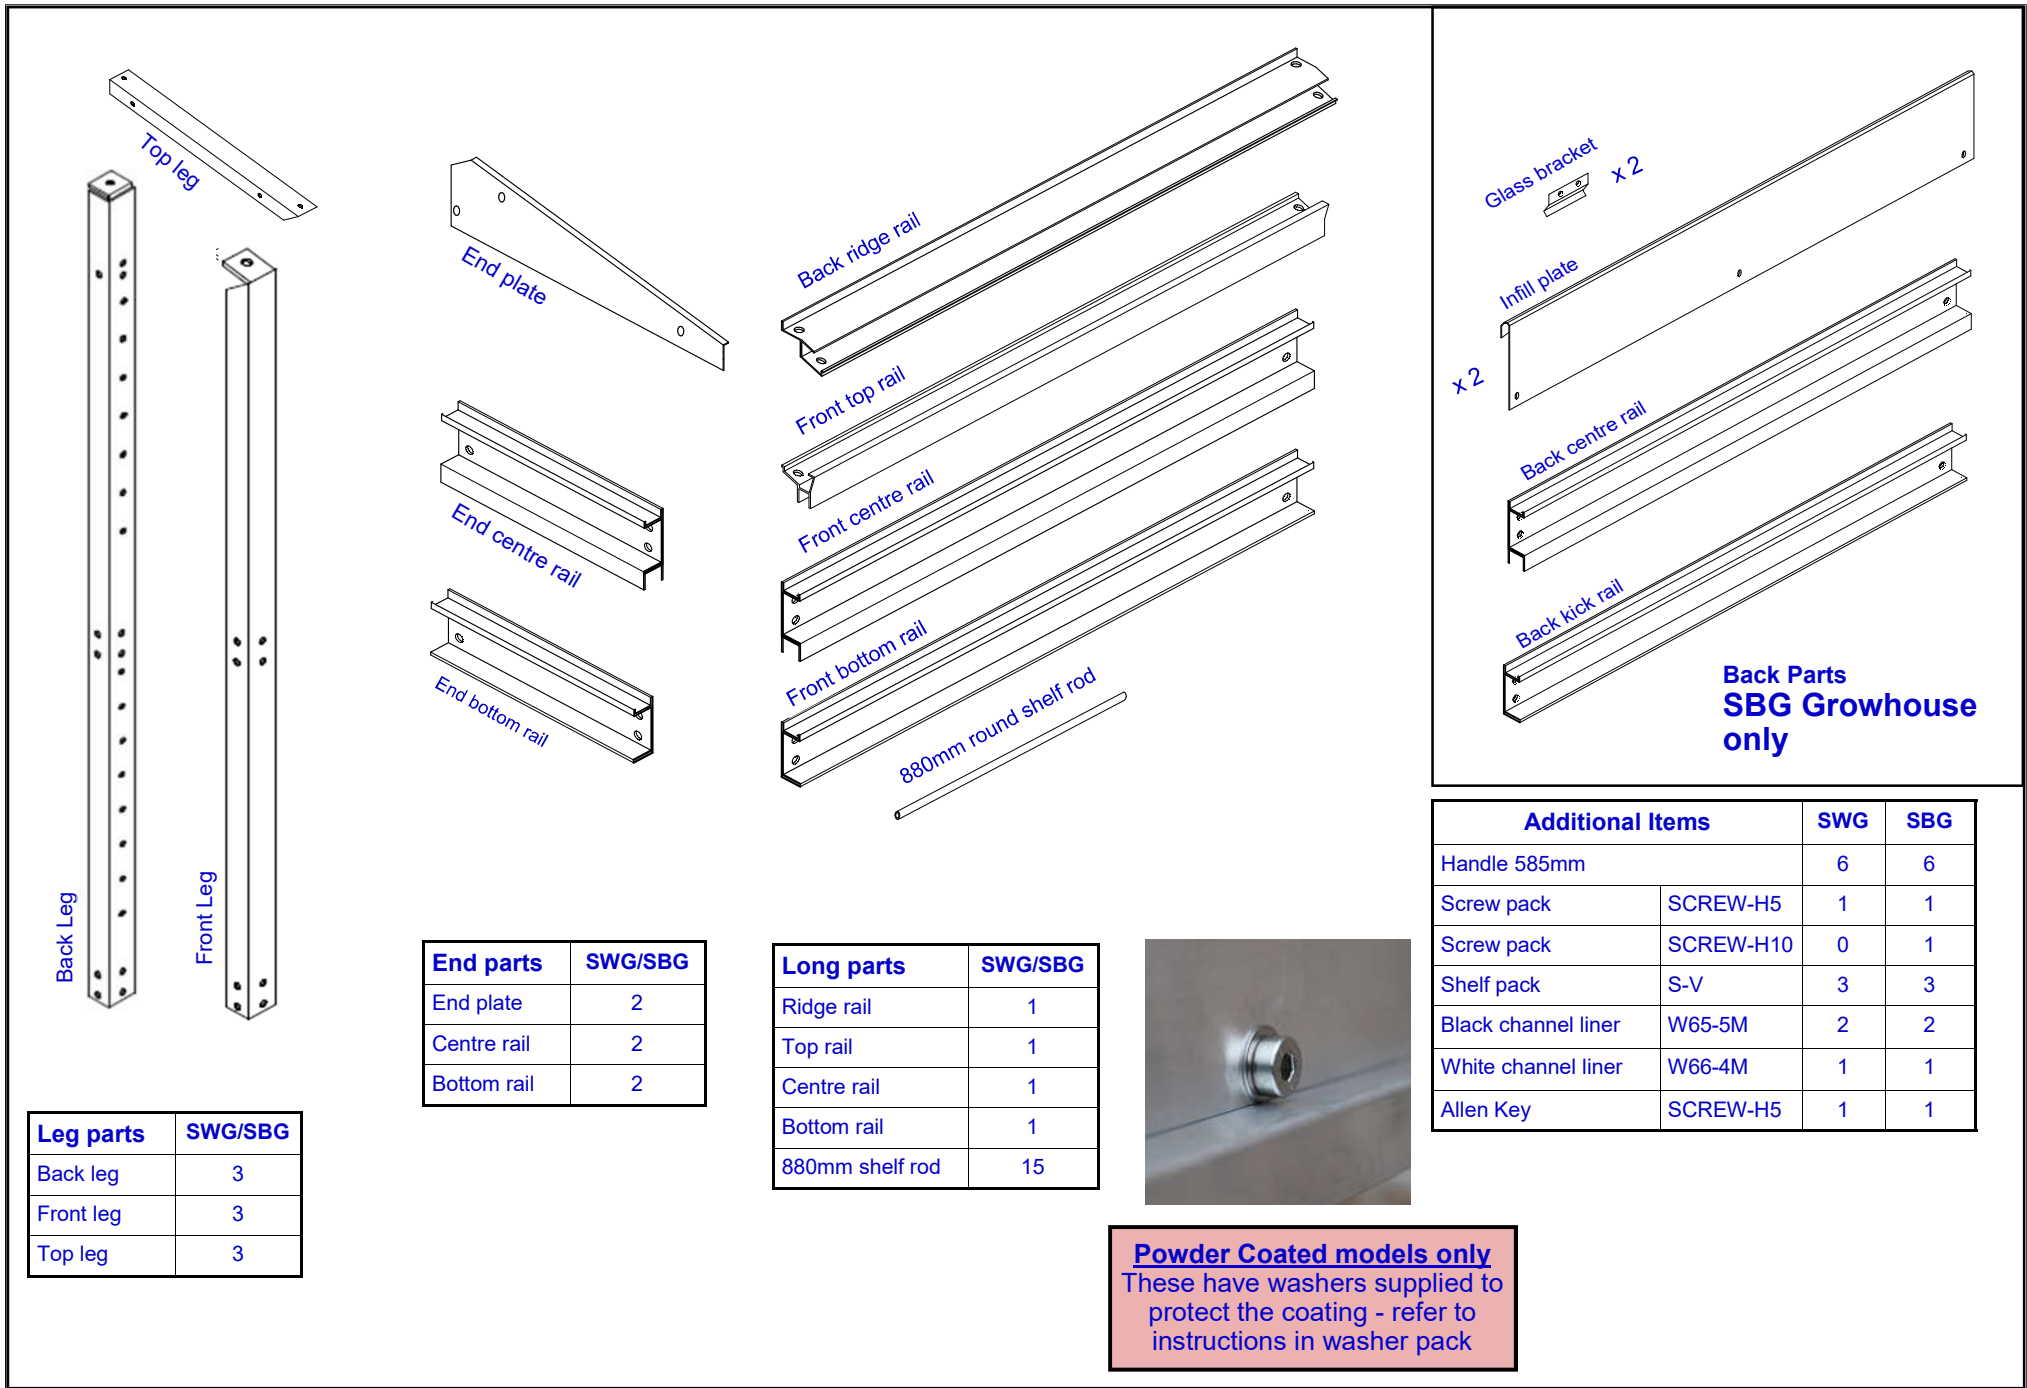 Top leg
Back Leg
Front Leg
End plate
End centre rail
End bottom rail
Back ridge rail
Front top rail
Front centre rail
Front bottom rail
880mm round shelf rod
Glass bracket
x 2
Infill plate
x 2
Back centre rail
Back kick rail
Back Parts
SBG Growhouse
only
Additional Items SWG SBG
Handle 585mm 6 6
Screw pack SCREW-H5 1 1
Screw pack SCREW-H10 0 1
Shelf pack S-V 3 3
Black channel liner W65-5M 2 2
White channel liner W66-4M 1 1
Allen Key SCREW-H5 1 1
End parts SWG/SBG
End plate 2
Centre rail 2
Bottom rail 2
Long parts SWG/SBG
Ridge rail 1
Top rail 1
Centre rail 1
Bottom rail 1
880mm shelf rod 15
Leg parts SWG/SBG
Back leg 3
Front leg 3
Top leg 3
Powder Coated models only
These have washers supplied to
protect the coating - refer to
instructions in washer pack